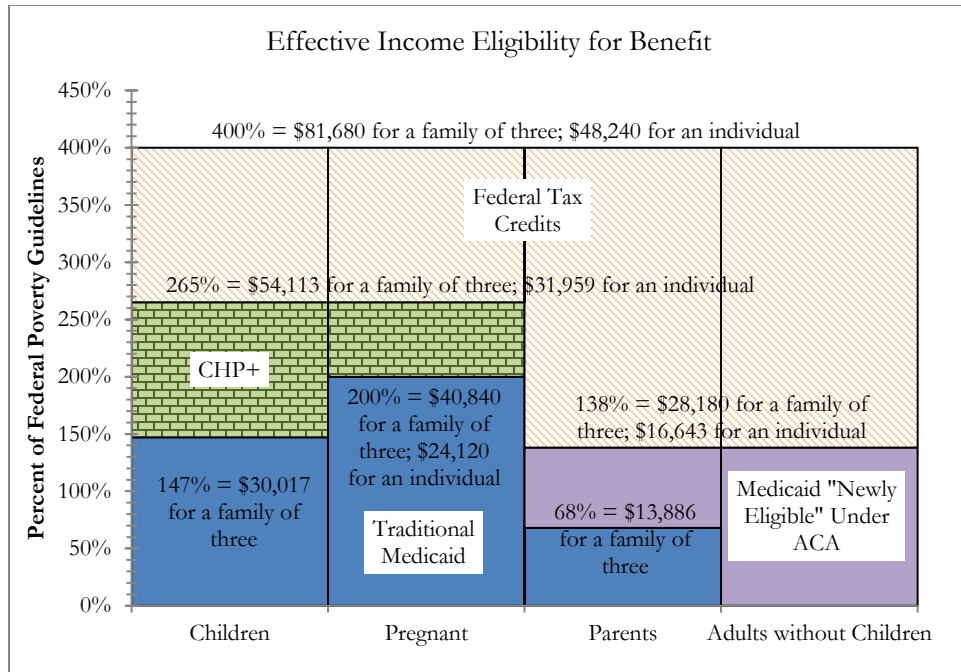 Effective Income Eligibility for Benefit
Percent of Federal Poverty Guidelines
450%
400%
350%
300%
250%
200%
150%
100%
50%
0%
400% = $81,680 for a family of three; $48,240 for an individual
Federal Tax
Credits
265% = $54,113 for a family of three; $31,959 for an individual
CHP+
200% = $40,840
for a family of
three; $24,120
for an individual
138% = $28,180 for a family of
three; $16,643 for an individual
147% = $30,017
for a family of
three
Traditional
Medicaid
68% = $13,886
for a family of
three
Medicaid "Newly
Eligible" Under
ACA
Children
Pregnant
Parents
Adults without Children